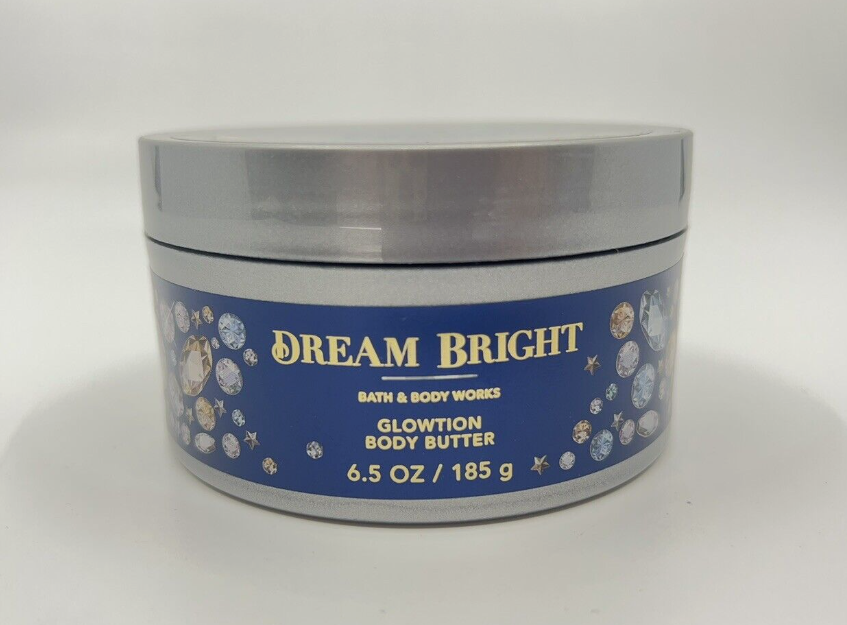 DREAM BRIGHT
BATH & BODY WORKS
GLOWTION
BODY BUTTER
6.5 OZ / 185 g